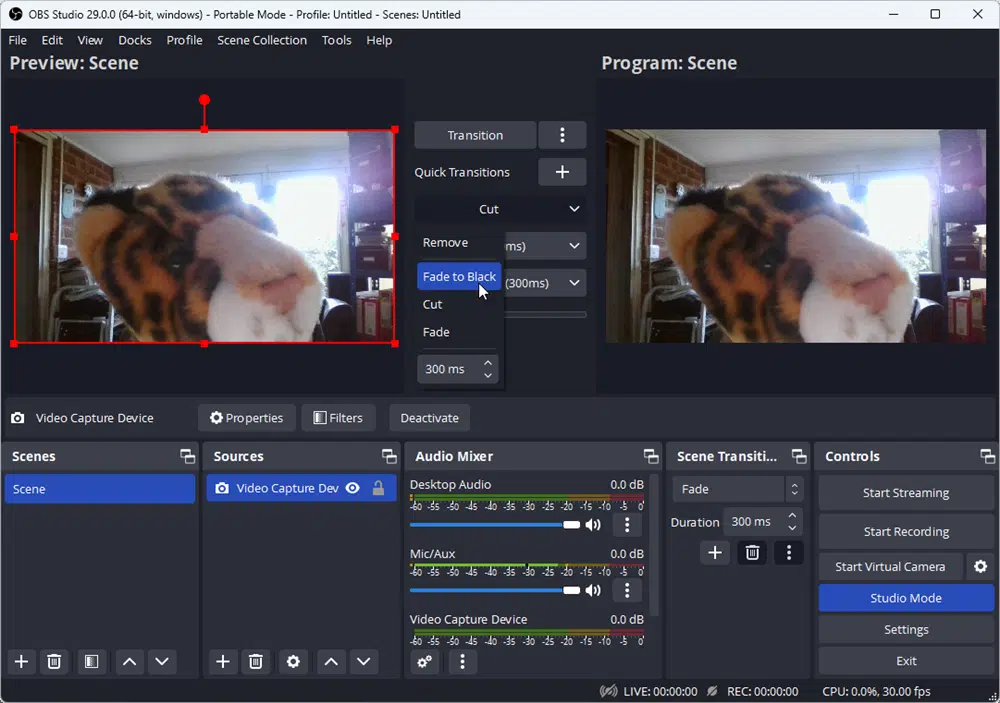 OBS Studio 29.0.0 (64-bit, windows) - Portable Mode - Profile: Untitled - Scenes: Untitled
File Edit View Docks Profile Scene Collection Tools Help
Preview: Scene
Program: Scene
Transition
Quick Transitions
Cut
Remove
ms)
Fade to Black
(300ms)
Cut
Fade
300 ms
Video Capture Device
Properties
Filters
Deactivate
Scenes
Scene
Sources
Video Capture Dev
Audio Mixer
Desktop Audio 0.0 dB
-60 -55 -50 -45 -40 -35 -30 -25 -20 -15 -10 -5 0
Mic/Aux 0.0 dB
-60 -55 -50 -45 -40 -35 -30 -25 -20 -15 -10 -5 0
Video Capture Device 0.0 dB
-60 -55 -50 -45 -40 -35 -30 -25 -20 -15 -10 -5 0
Scene Transiti...
Fade
Duration 300 ms
Controls
Start Streaming
Start Recording
Start Virtual Camera
Studio Mode
Settings
Exit
LIVE: 00:00:00 REC: 00:00:00 CPU: 0.0%, 30.00 fps